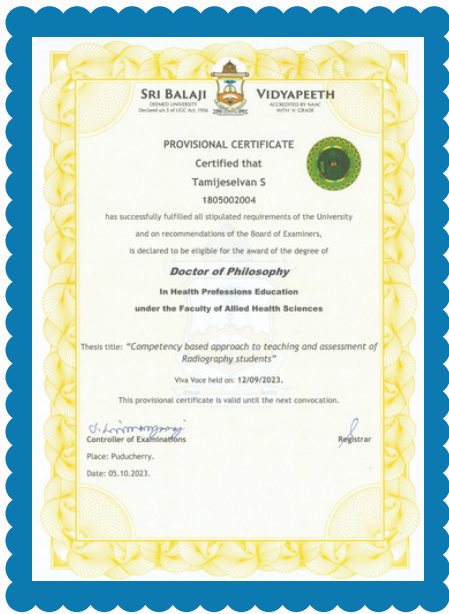 SRI BALAJI VIDYAPEETH
DEEMED UNIVERSITY ACCREDITED BY NAAC
Declared u/s 3 of UGC Act, 1956 WITH 'A' GRADE
PROVISIONAL CERTIFICATE
Certified that
Tamijeselvan S
1805002004
has successfully fulfilled all stipulated requirements of the University
and on recommendations of the Board of Examiners,
is declared to be eligible for the award of the degree of
Doctor of Philosophy
In Health Professions Education
under the Faculty of Allied Health Sciences
Thesis title: “Competency based approach to teaching and assessment of
Radiography students”
Viva Voce held on: 12/09/2023.
This provisional certificate is valid until the next convocation.
Controller of Examinations Registrar
Place: Puducherry.
Date: 05.10.2023.